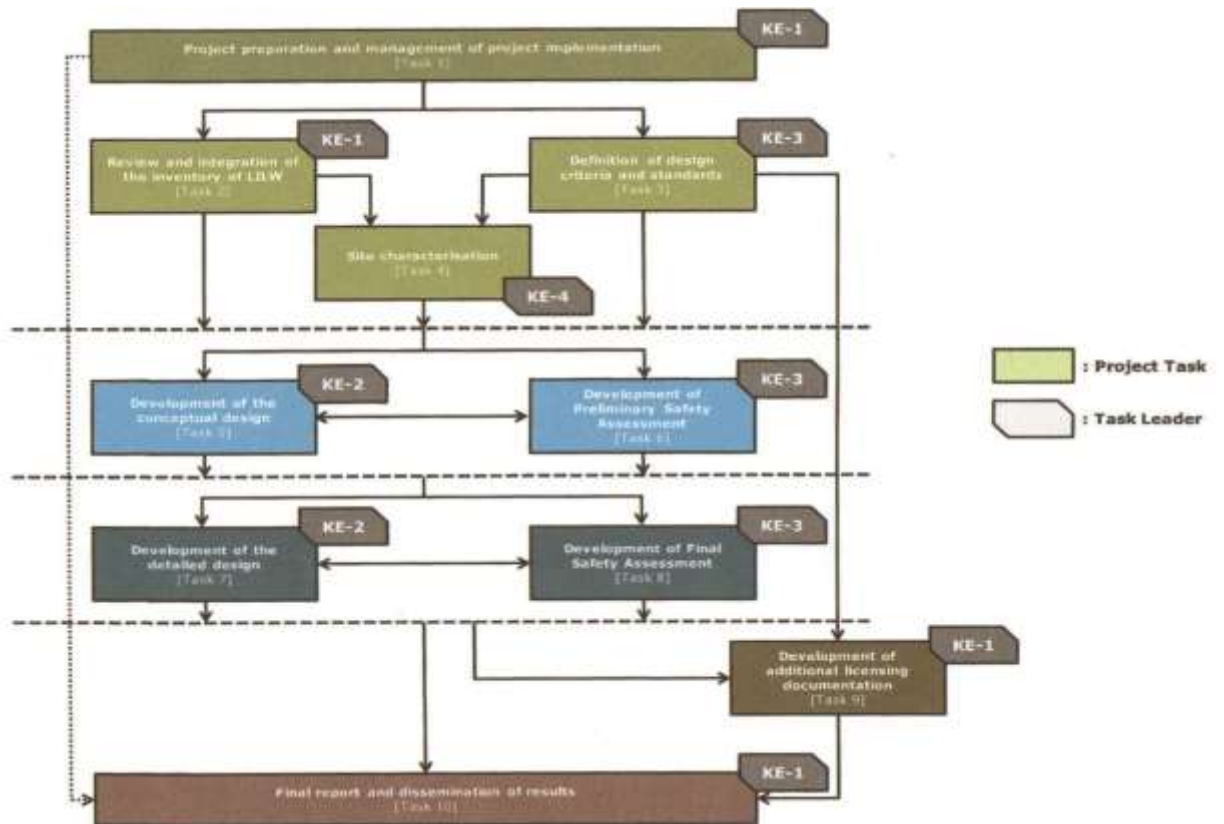 KE-1
Project preparation and management of project implementation
[Task 1]
KE-1
Review and integration of
the inventory of LILW
[Task 2]
KE-3
Definition of design
criteria and standards
[Task 3]
Site characterisation
[Task 4]
KE-4
KE-2
Development of the
conceptual design
[Task 5]
KE-3
Development of
Preliminary Safety
Assessment
[Task 6]
: Project Task
: Task Leader
KE-2
Development of the
detailed design
[Task 7]
KE-3
Development of Final
Safety Assessment
[Task 8]
KE-1
Development of
additional licensing
documentation
[Task 9]
KE-1
Final report and dissemination of results
[Task 10]